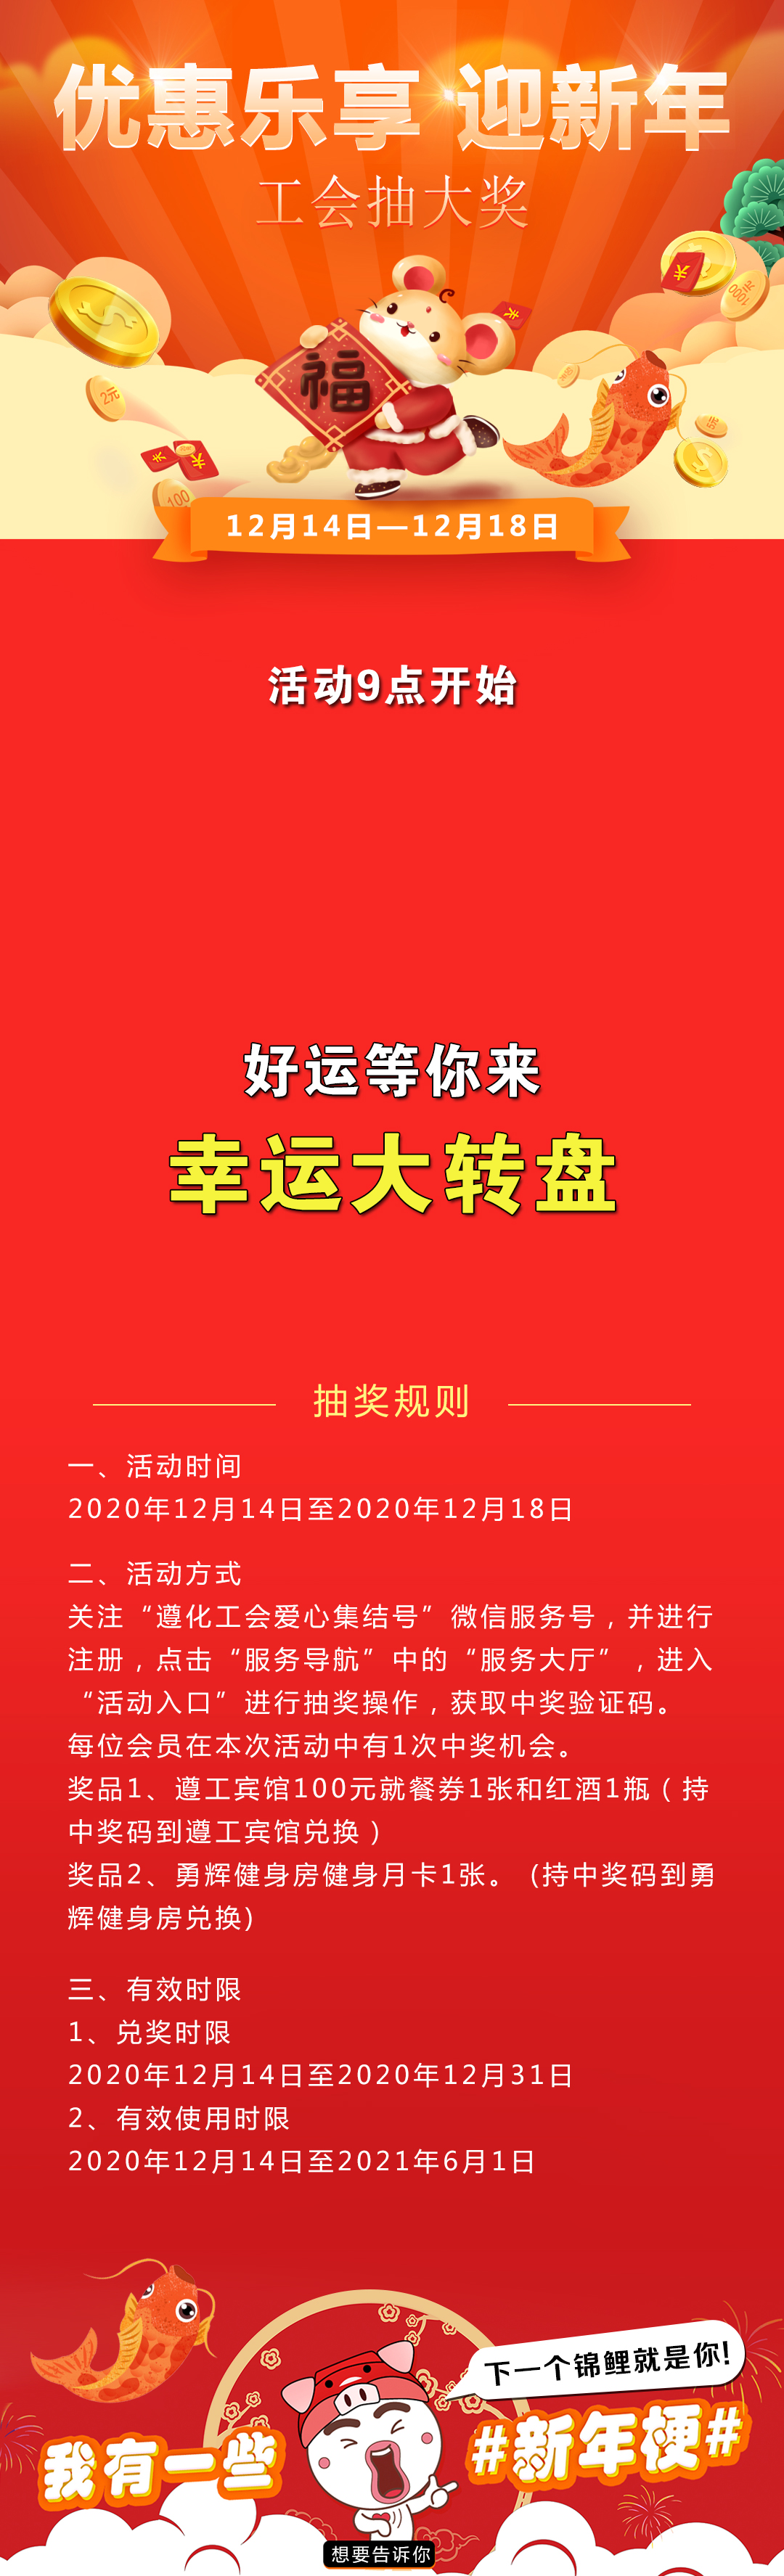 优惠乐享 迎新年
工会抽大奖
1000元
福
2元
5元
100
12月14日—12月18日
活动9点开始
好运等你来
幸运大转盘
抽奖规则
一、活动时间
2020年12月14日至2020年12月18日
二、活动方式
关注“遵化工会爱心集结号”微信服务号，并进行
注册，点击“服务导航”中的“服务大厅”，进入
“活动入口”进行抽奖操作，获取中奖验证码。
每位会员在本次活动中有1次中奖机会。
奖品1、遵工宾馆100元就餐券1张和红酒1瓶（持
中奖码到遵工宾馆兑换）
奖品2、勇辉健身房健身月卡1张。（持中奖码到勇
辉健身房兑换)
三、有效时限
1、兑奖时限
2020年12月14日至2020年12月31日
2、有效使用时限
2020年12月14日至2021年6月1日
下一个锦鲤就是你!
我有一些
#新年梗#
想要告诉你